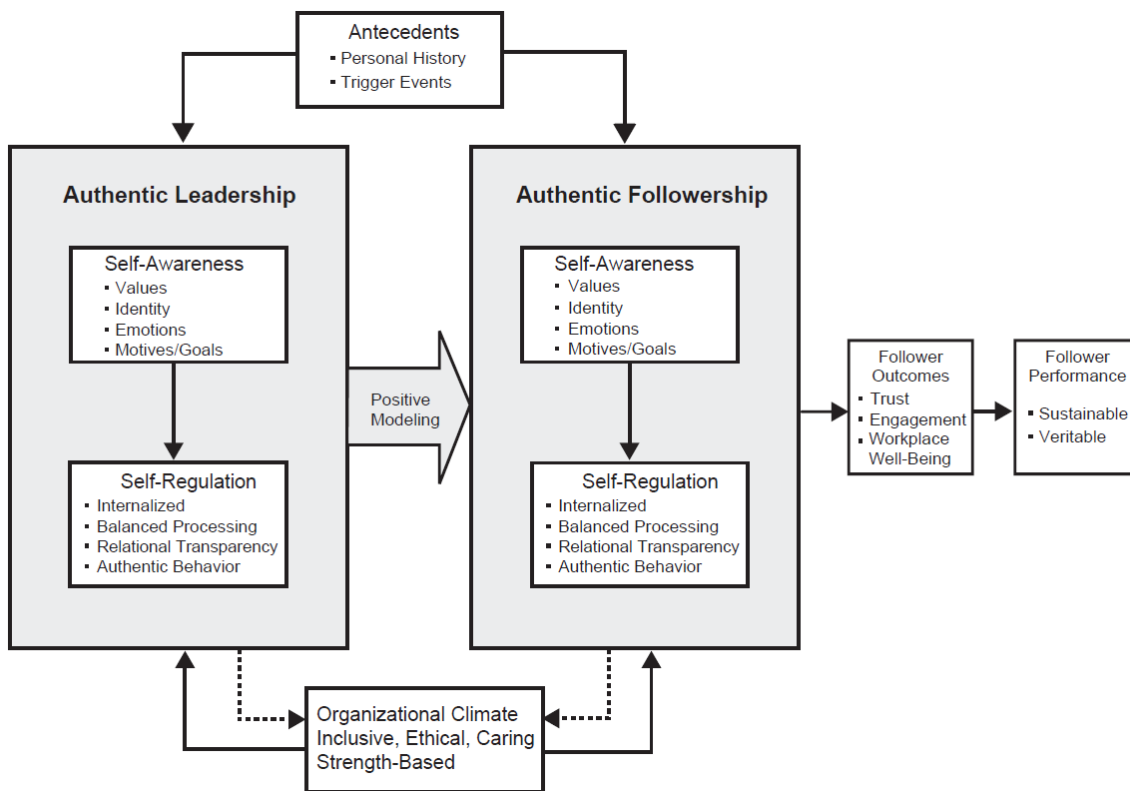 Antecedents
▪ Personal History
▪ Trigger Events
Authentic Leadership
Self-Awareness
▪ Values
▪ Identity
▪ Emotions
▪ Motives/Goals
Self-Regulation
▪ Internalized
▪ Balanced Processing
▪ Relational Transparency
▪ Authentic Behavior
Positive
Modeling
Authentic Followership
Self-Awareness
▪ Values
▪ Identity
▪ Emotions
▪ Motives/Goals
Self-Regulation
▪ Internalized
▪ Balanced Processing
▪ Relational Transparency
▪ Authentic Behavior
Follower
Outcomes
▪ Trust
▪ Engagement
▪ Workplace
Well-Being
Follower
Performance
▪ Sustainable
▪ Veritable
Organizational Climate
Inclusive, Ethical, Caring
Strength-Based